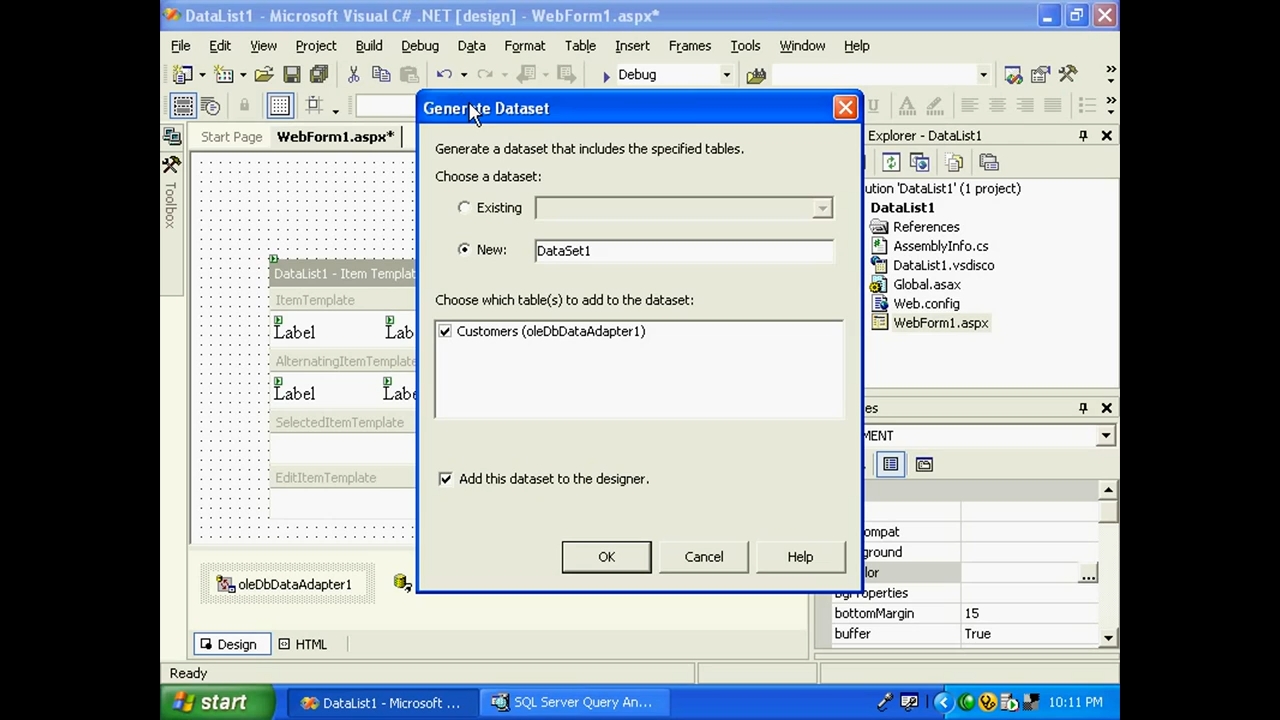 DataList1 - Microsoft Visual C# .NET [design] - WebForm1.aspx*
File Edit View Project Build Debug Data Format Table Insert Frames Tools Window Help
Debug
Start Page WebForm1.aspx*
Toolbox
DataList1 - Item Templat
ItemTemplate
Label Lab
AlternatingItemTemplate
Label Lab
SelectedItemTemplate
EditItemTemplate
oleDbDataAdapter1
Design HTML
Generate Dataset
Generate a dataset that includes the specified tables.
Choose a dataset:
Existing
New: DataSet1
Choose which table(s) to add to the dataset:
Customers (oleDbDataAdapter1)
Add this dataset to the designer.
OK Cancel Help
Explorer - DataList1
ution 'DataList1' (1 project)
DataList1
References
AssemblyInfo.cs
DataList1.vsdisco
Global.asax
Web.config
WebForm1.aspx
es
MENT
ompat
ground
lor ...
bgProperties
bottomMargin 15
buffer True
Ready
start DataList1 - Microsoft ... SQL Server Query An... 10:11 PM